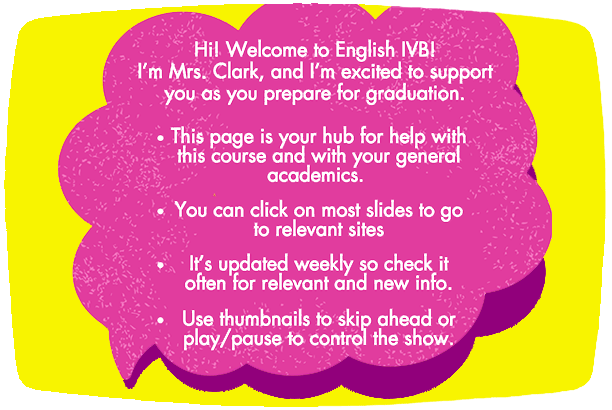 Hi! Welcome to English IVB!
I'm Mrs. Clark, and I'm excited to support
you as you prepare for graduation.
• This page is your hub for help with
this course and with your general
academics.
• You can click on most slides to go
to relevant sites
• It's updated weekly so check it
often for relevant and new info.
• Use thumbnails to skip ahead or
play/pause to control the show.